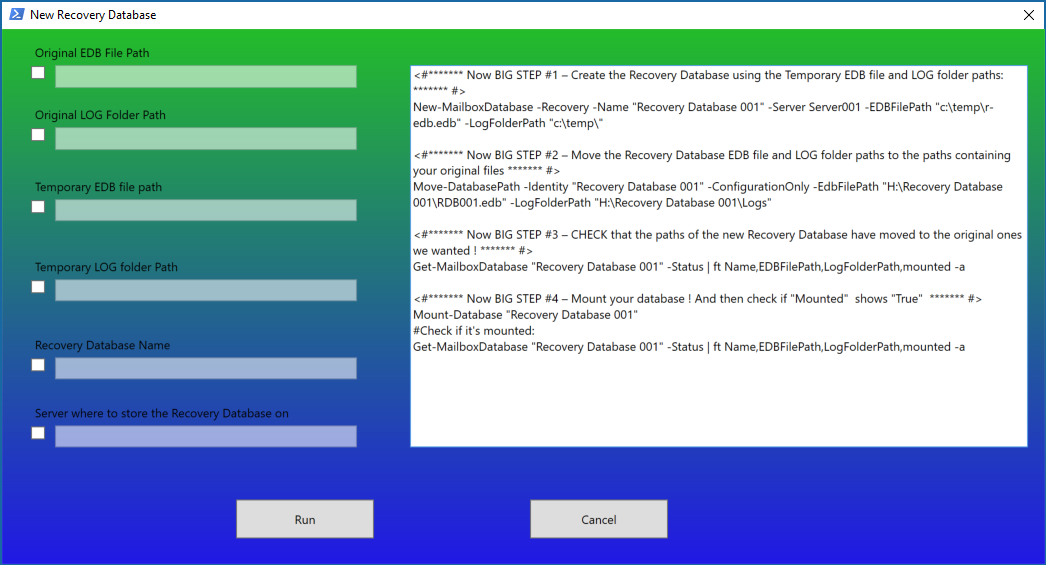 New Recovery Database
Original EDB File Path
Original LOG Folder Path
Temporary EDB file path
Temporary LOG folder Path
Recovery Database Name
Server where to store the Recovery Database on
<#******* Now BIG STEP #1 – Create the Recovery Database using the Temporary EDB file and LOG folder paths:
******* #>
New-MailboxDatabase -Recovery -Name "Recovery Database 001" -Server Server001 -EDBFilePath "c:\temp\r-
edb.edb" -LogFolderPath "c:\temp\"
<#******* Now BIG STEP #2 – Move the Recovery Database EDB file and LOG folder paths to the paths containing
your original files ******* #>
Move-DatabasePath -Identity "Recovery Database 001" -ConfigurationOnly -EdbFilePath "H:\Recovery Database
001\RDB001.edb" -LogFolderPath "H:\Recovery Database 001\Logs"
<#******* Now BIG STEP #3 – CHECK that the paths of the new Recovery Database have moved to the original ones
we wanted ! ******* #>
Get-MailboxDatabase "Recovery Database 001" -Status | ft Name,EDBFilePath,LogFolderPath,mounted -a
<#******* Now BIG STEP #4 – Mount your database ! And then check if "Mounted"  shows "True"  ******* #>
Mount-Database "Recovery Database 001"
#Check if it's mounted:
Get-MailboxDatabase "Recovery Database 001" -Status | ft Name,EDBFilePath,LogFolderPath,mounted -a
Run
Cancel